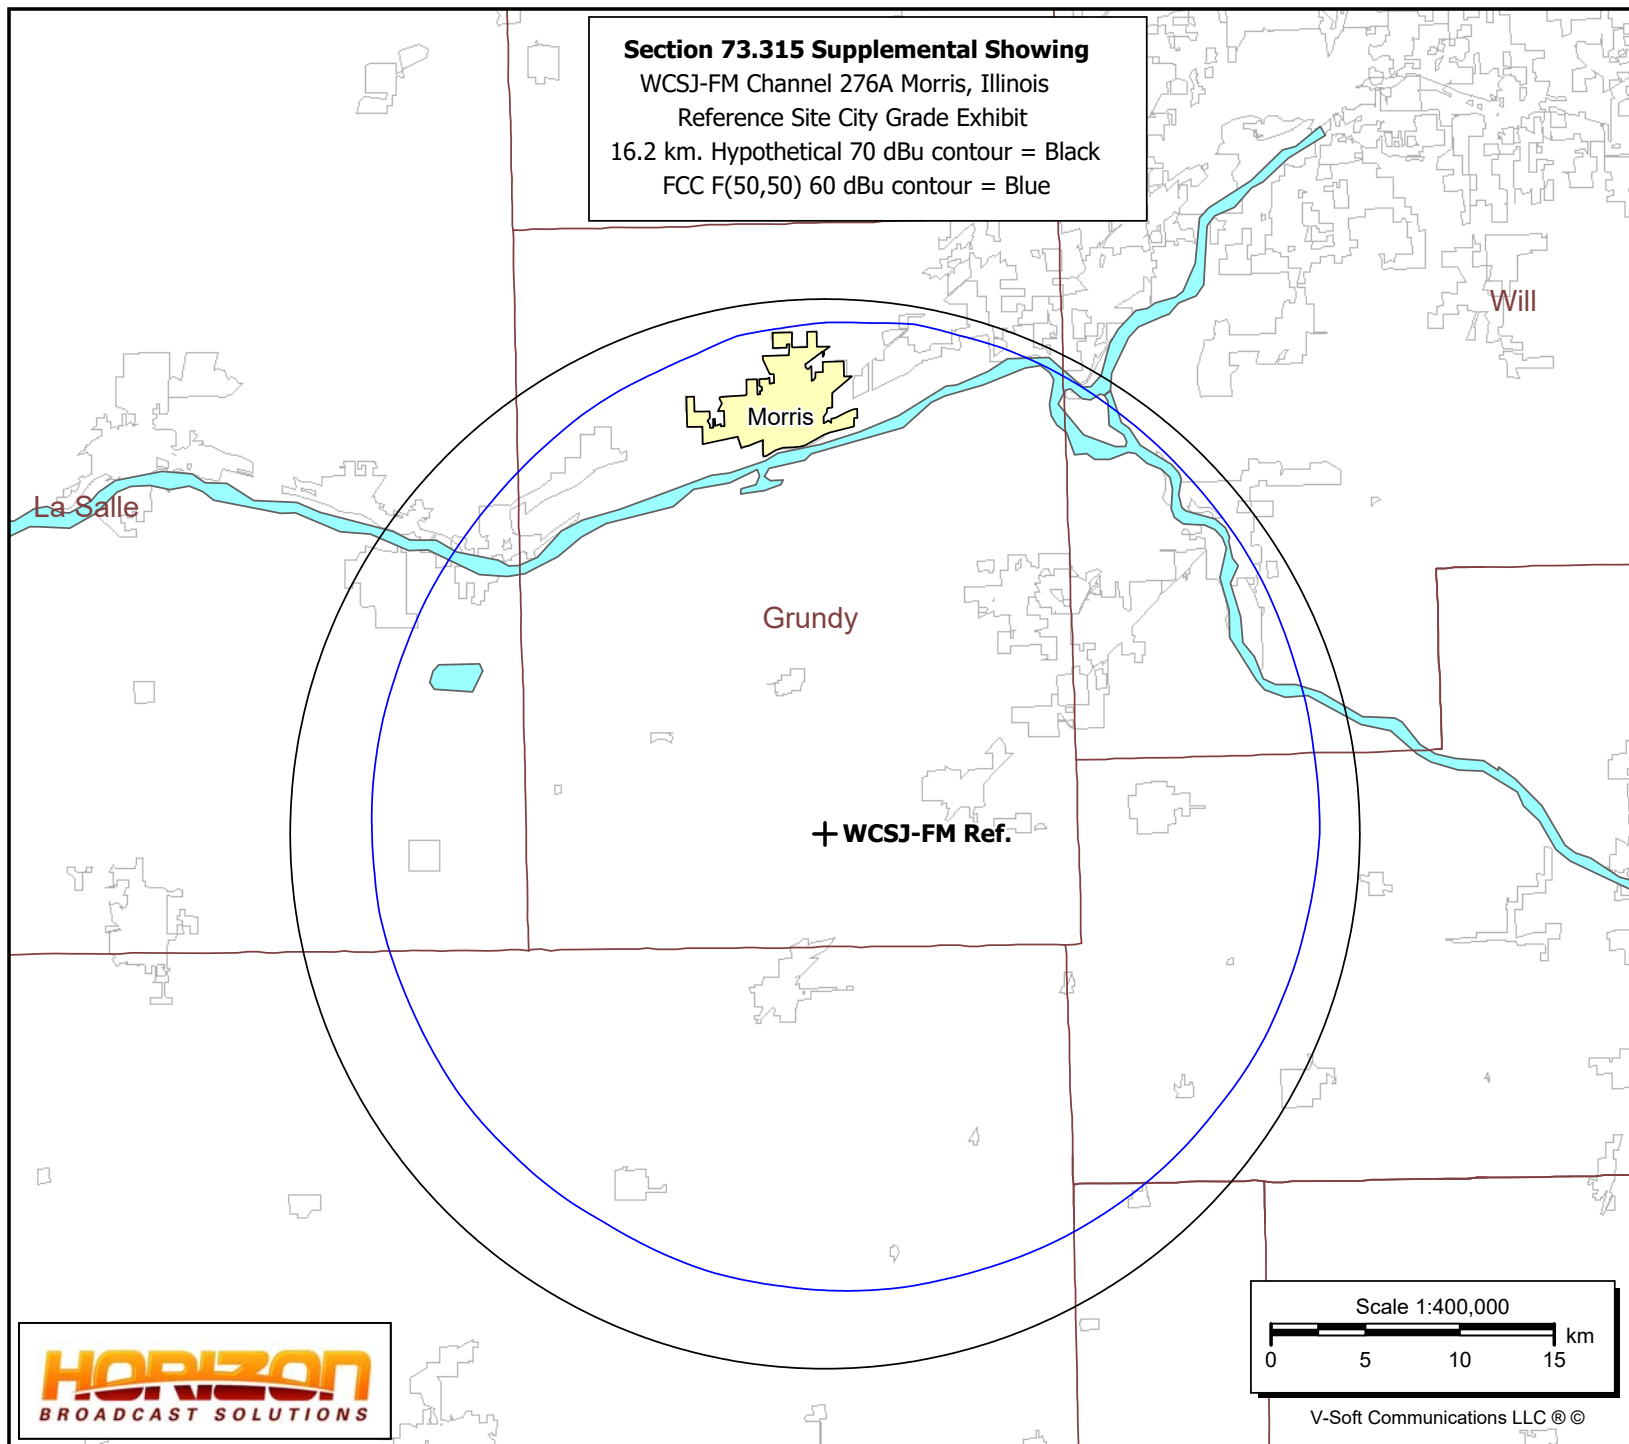 Section 73.315 Supplemental Showing
WCSJ-FM Channel 276A Morris, Illinois
Reference Site City Grade Exhibit
16.2 km. Hypothetical 70 dBu contour = Black
FCC F(50,50) 60 dBu contour = Blue
Will
Morris
La Salle
Grundy
WCSJ-FM Ref.
Scale 1:400,000
km
0 5 10 15
V-Soft Communications LLC ® ©
HORIZON
BROADCAST SOLUTIONS